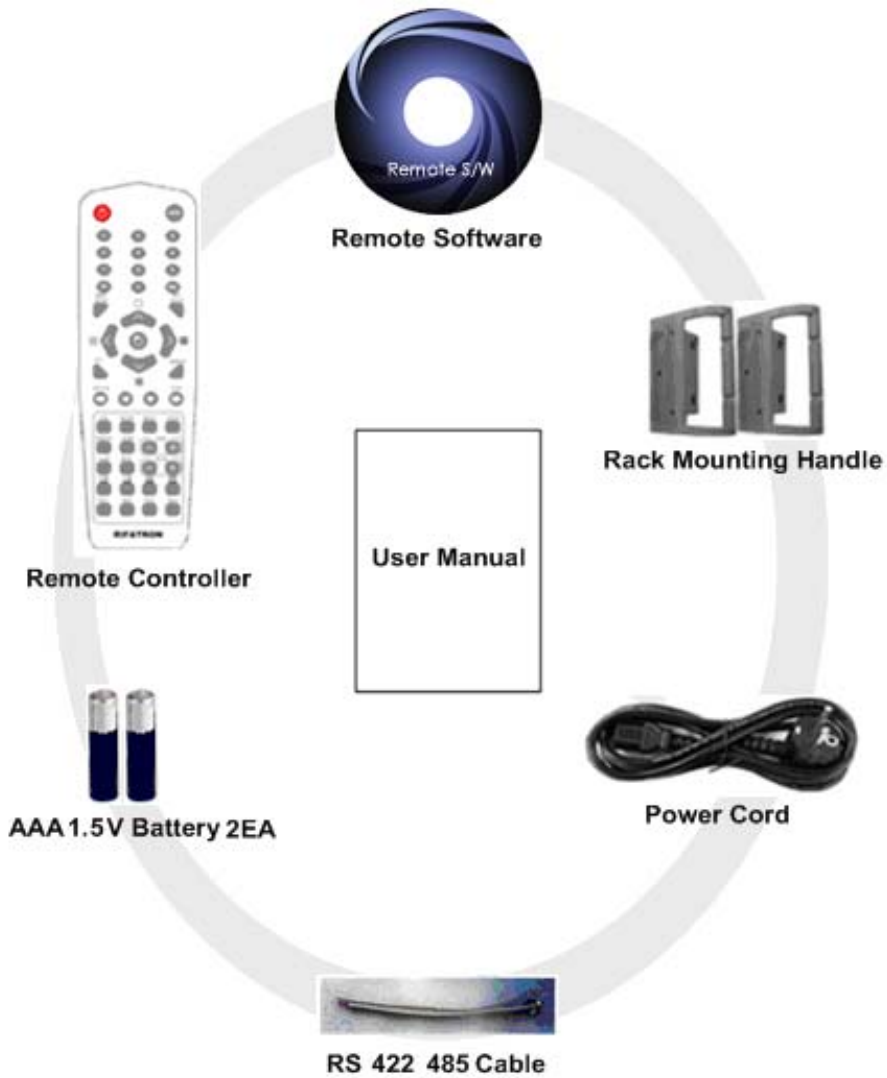 Remote S/W
Remote Software
Rack Mounting Handle
RIFATRON
Remote Controller
User Manual
AAA 1.5V Battery 2EA
Power Cord
RS 422 485 Cable